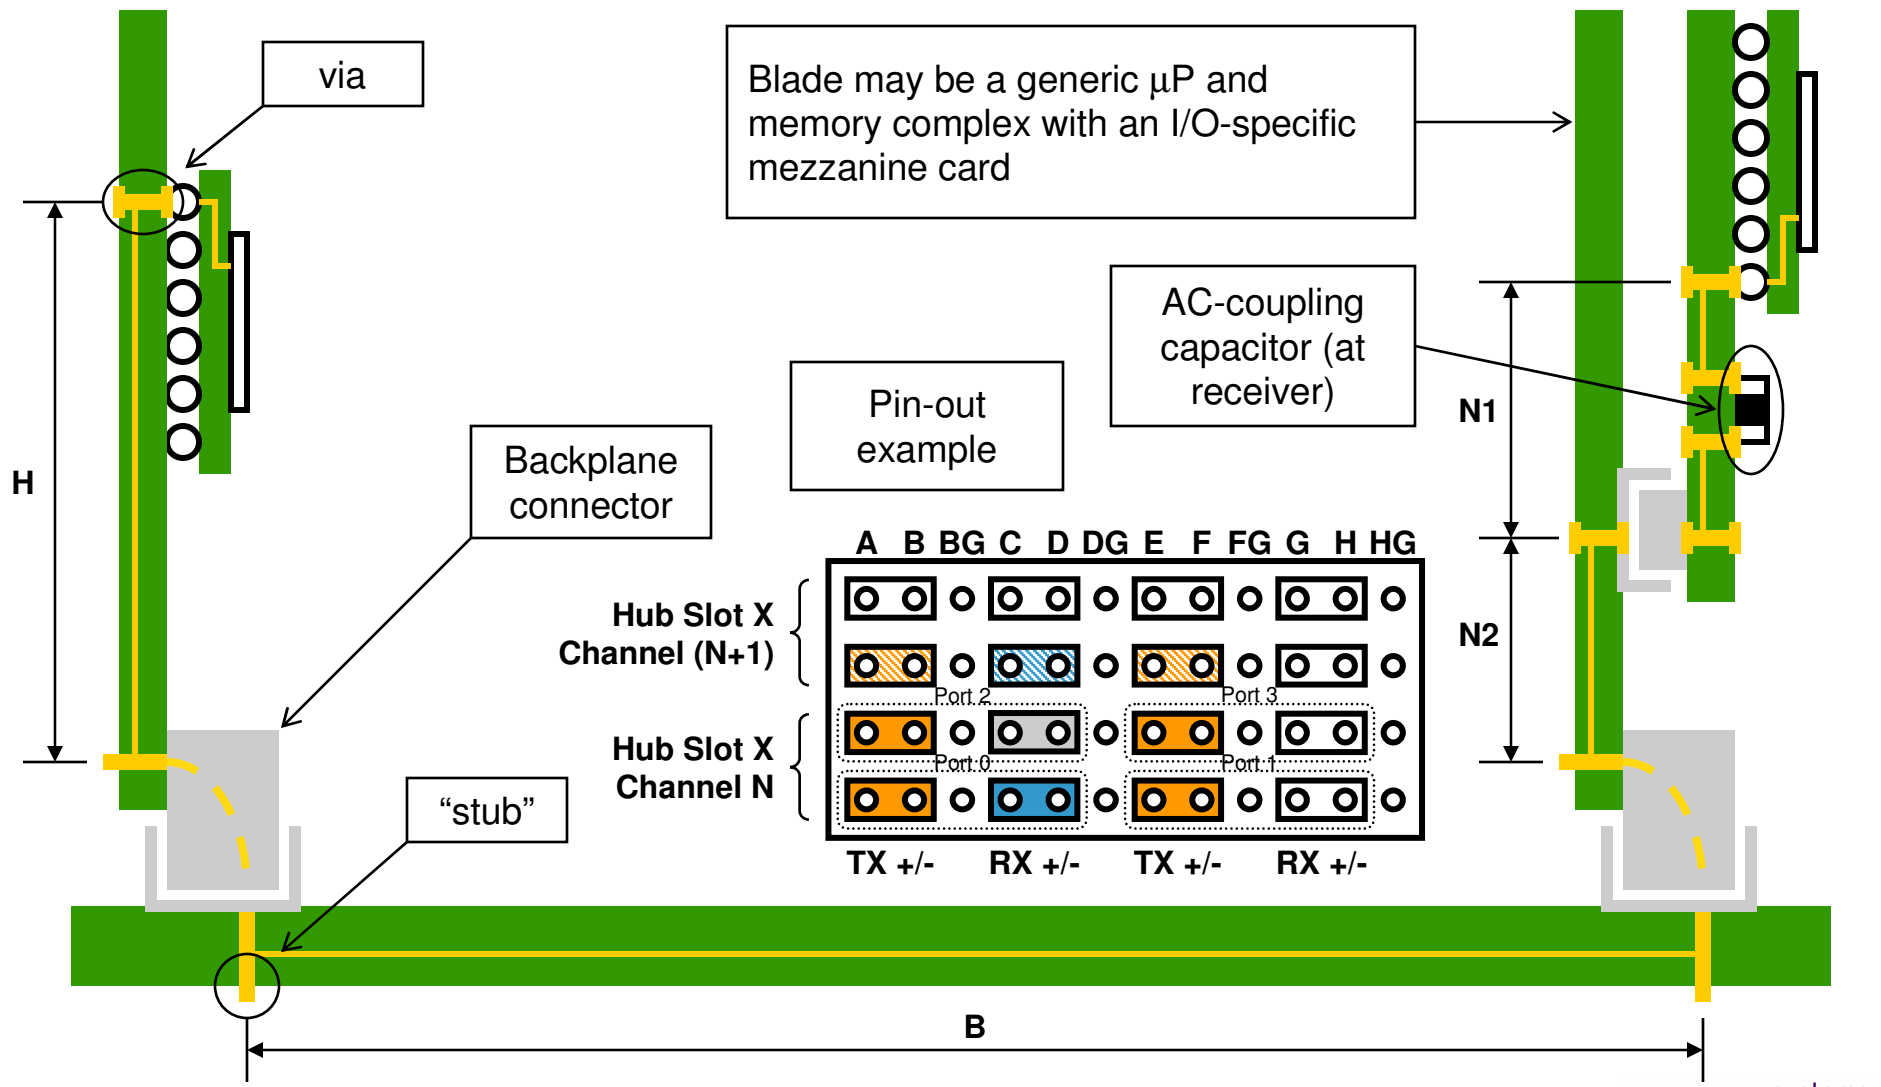 via
Blade may be a generic μP and
memory complex with an I/O-specific
mezzanine card
AC-coupling
capacitor (at
receiver)
N1
Pin-out
example
Backplane
connector
H
A B BG C D DG E F FG G H HG
Hub Slot X
Channel (N+1)
N2
Port 2 Port 3
Hub Slot X
Channel N
Port 0 Port 1
“stub”
TX +/- RX +/- TX +/- RX +/-
B